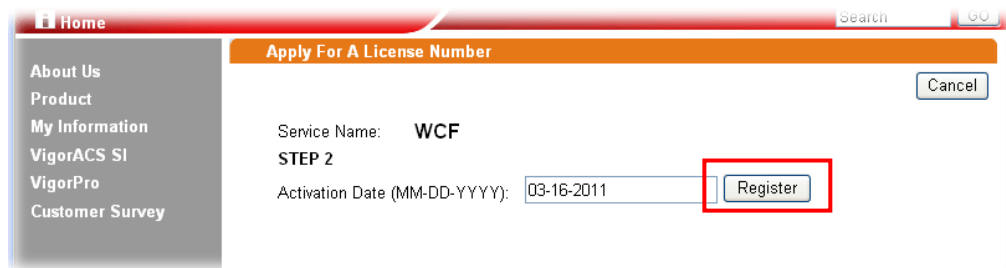 Home
Search GO
About Us
Product
My Information
VigorACS SI
VigorPro
Customer Survey
Apply For A License Number
Cancel
Service Name: WCF
STEP 2
Activation Date (MM-DD-YYYY): 03-16-2011 Register